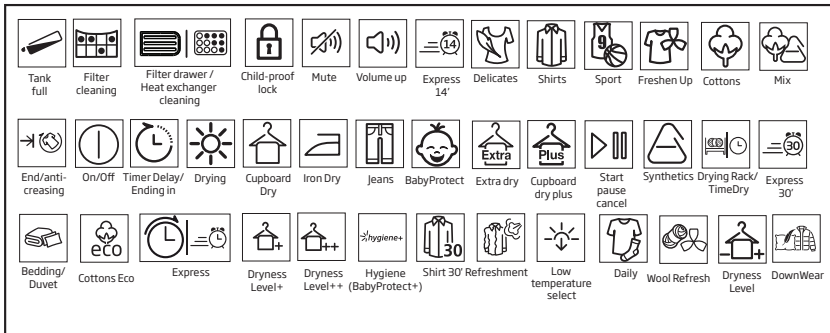 14
9
Tank full
Filter cleaning
Filter drawer / Heat exchanger cleaning
Child-proof lock
Mute
Volume up
Express 14'
Delicates
Shirts
Sport
Freshen Up
Cottons
Mix
Extra
Plus
30
End/anti-creasing
On/Off
Timer Delay/ Ending in
Drying
Cupboard Dry
Iron Dry
Jeans
BabyProtect
Extra dry
Cupboard dry plus
Start pause cancel
Synthetics
Drying Rack/ TimeDry
Express 30'
eco
+
++
hygiene+
30
- +
Bedding/ Duvet
Cottons Eco
Express
Dryness Level+
Dryness Level++
Hygiene (BabyProtect+)
Shirt 30'
Refreshment
Low temperature select
Daily
Wool Refresh
Dryness Level
DownWear